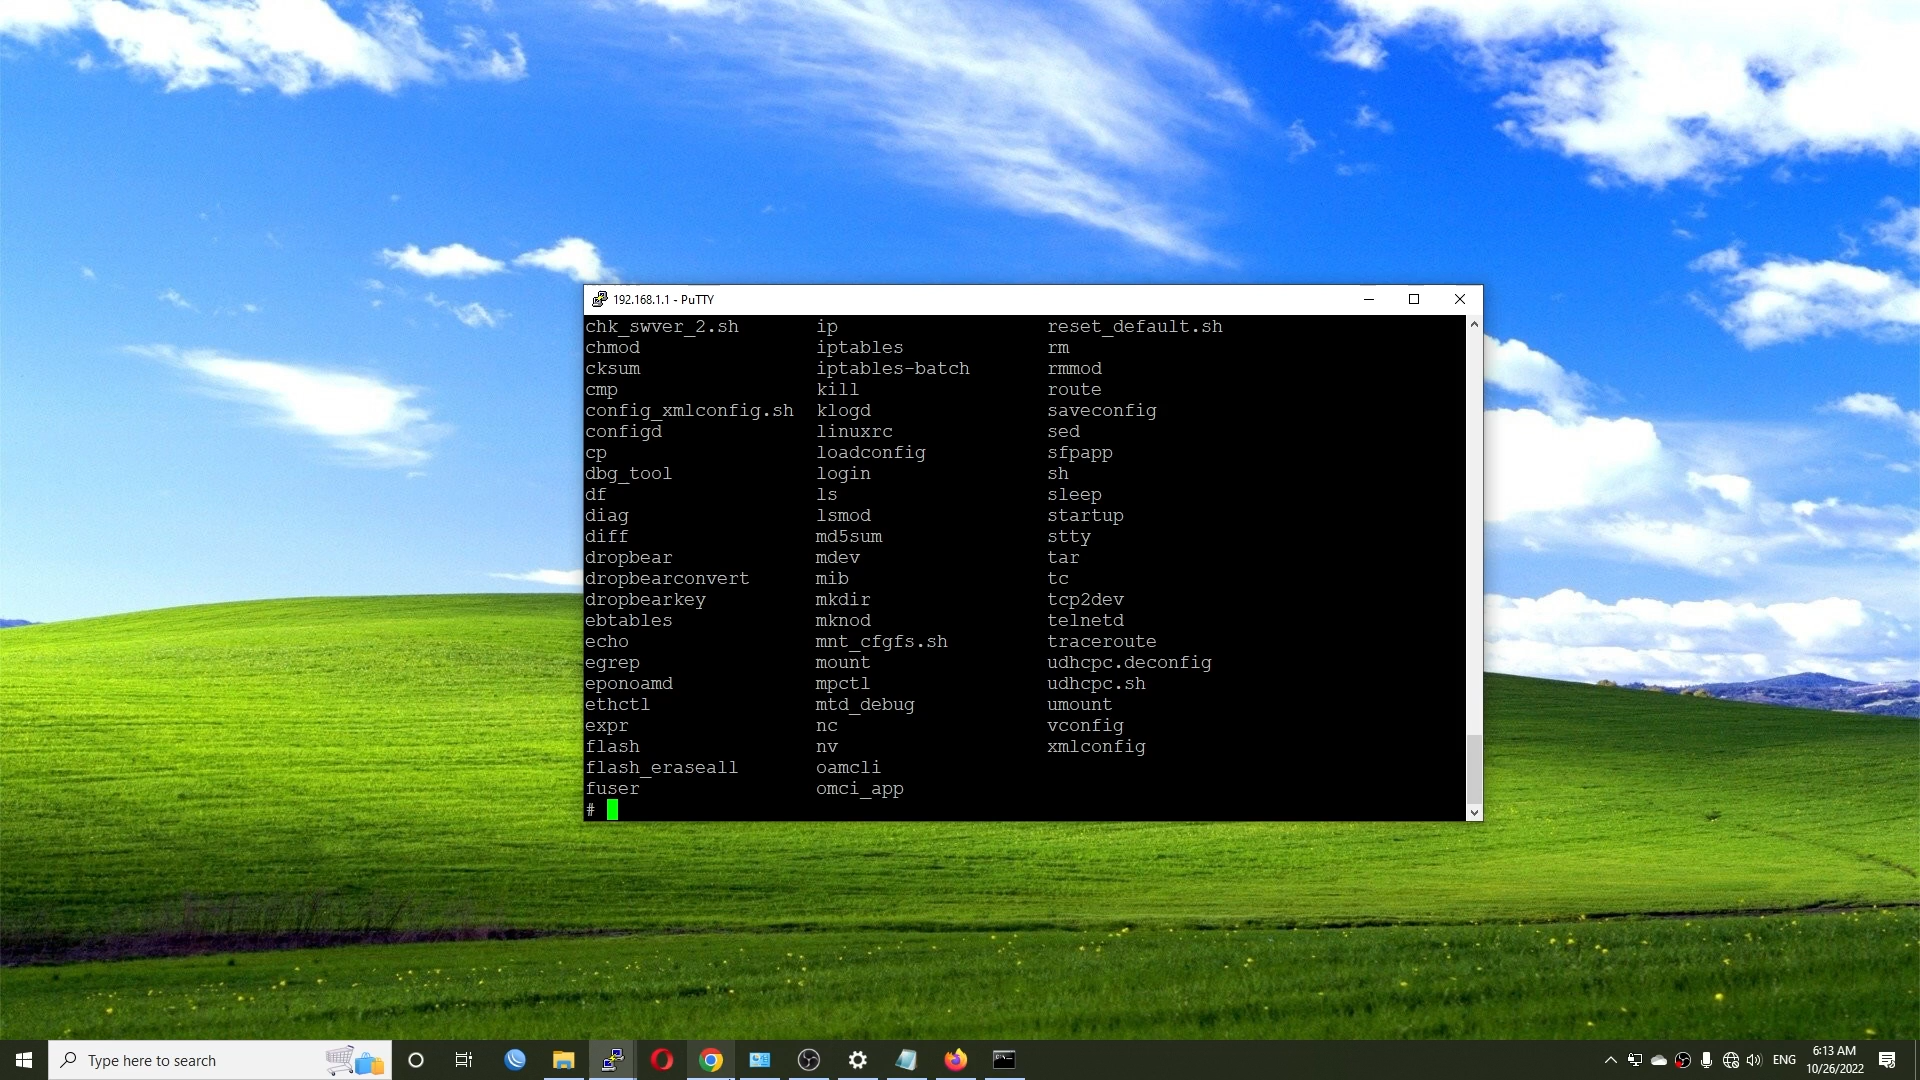 192.168.1.1 - PuTTY
chk_swver_2.sh ip reset_default.sh
chmod iptables rm
cksum iptables-batch rmmod
cmp kill route
config_xmlconfig.sh klogd saveconfig
configd linuxrc sed
cp loadconfig sfpapp
dbg_tool login sh
df ls sleep
diag lsmod startup
diff md5sum stty
dropbear mdev tar
dropbearconvert mib tc
dropbearkey mkdir tcp2dev
ebtables mknod telnetd
echo mnt_cfgfs.sh traceroute
egrep mount udhcpc.deconfig
eponoamd mpctl udhcpc.sh
ethctl mtd_debug umount
expr nc vconfig
flash nv xmlconfig
flash_eraseall oamcli
fuser omci_app
#
Type here to search
ENG
6:13 AM
10/26/2022